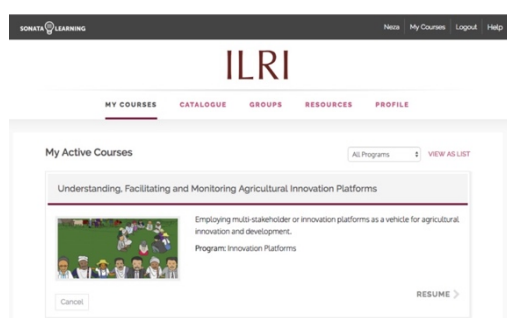 SONATA LEARNING
Neza My Courses Logout Help
ILRI
MY COURSES CATALOGUE GROUPS RESOURCES PROFILE
My Active Courses
All Programs VIEW AS LIST
Understanding, Facilitating and Monitoring Agricultural Innovation Platforms
Employing multi-stakeholder or innovation platforms as a vehicle for agricultural
innovation and development.
Program: Innovation Platforms
RESUME
Cancel